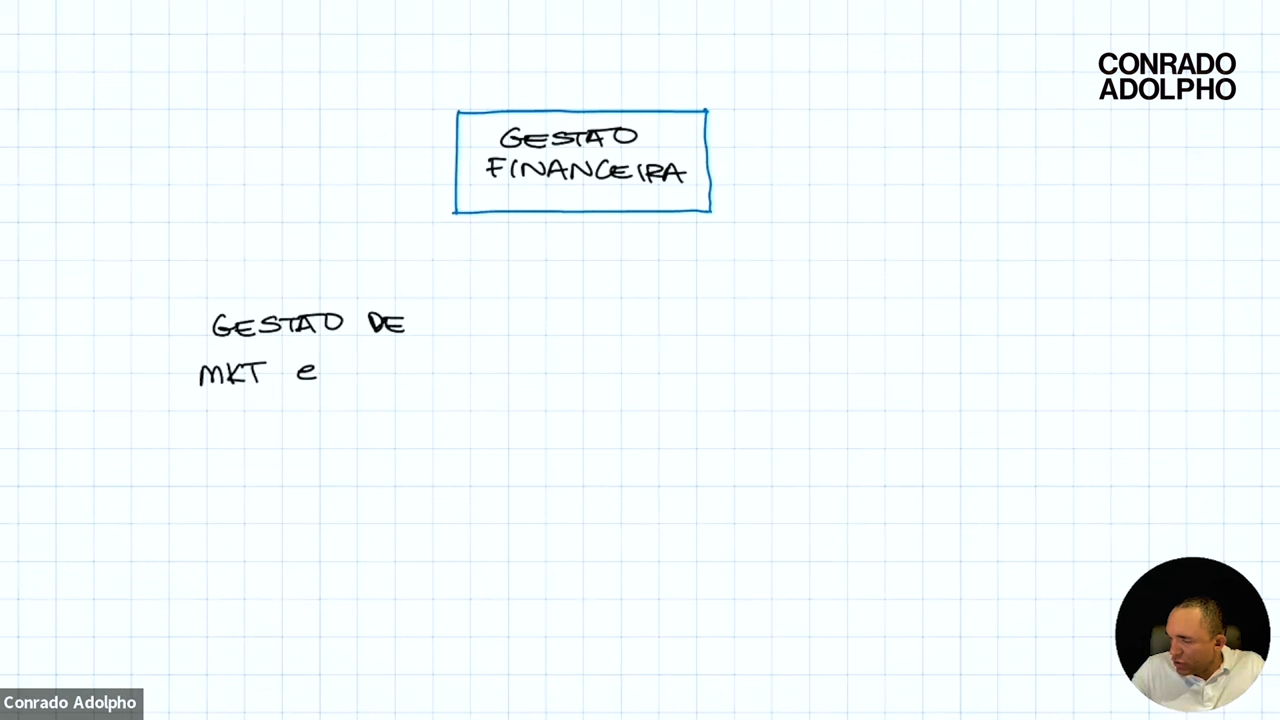 CONRADO
ADOLPHO
GESTAO
FINANCEIRA
GESTAO DE
MKT e
Conrado Adolpho